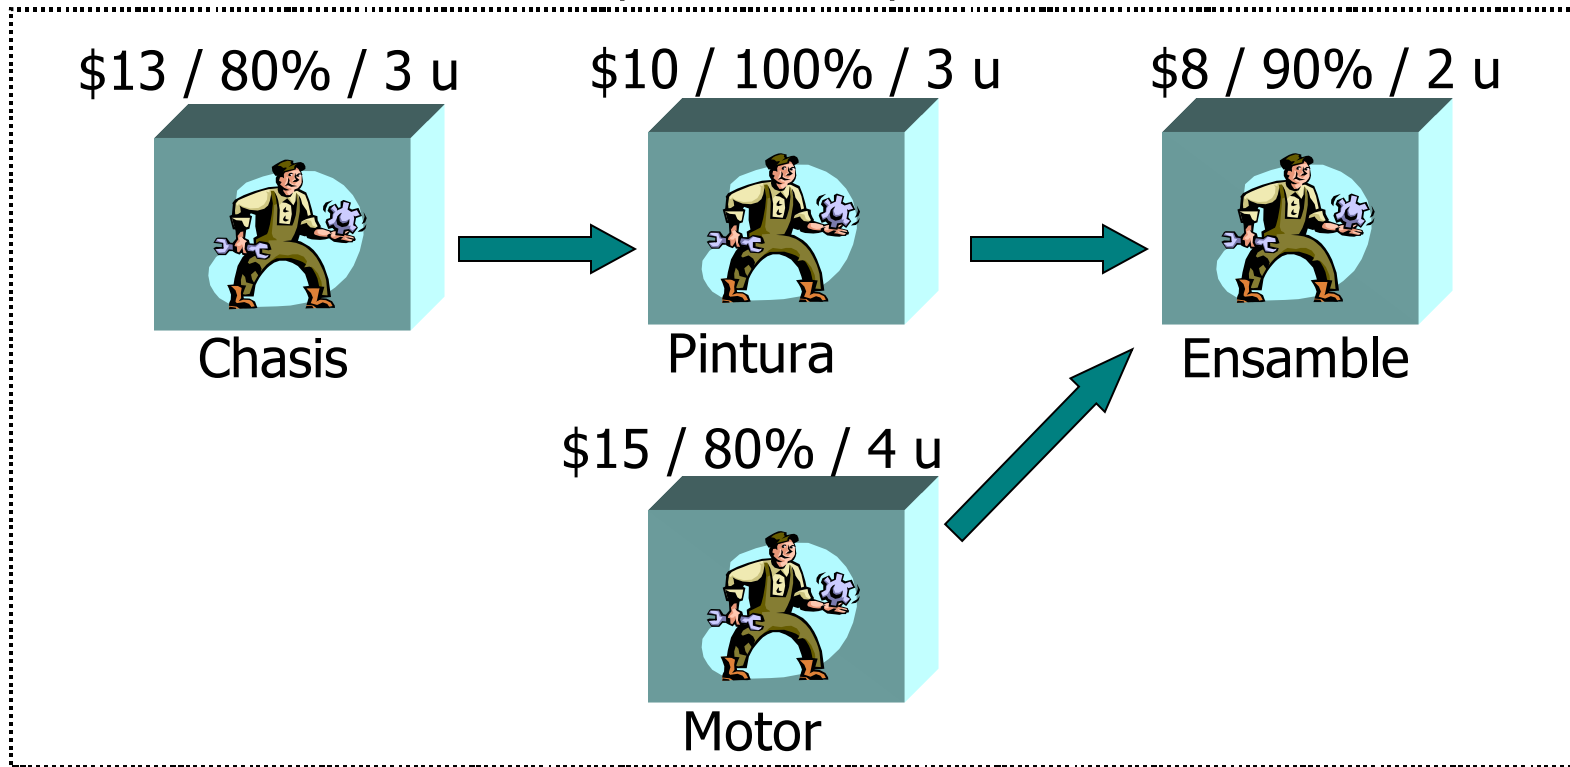 $13 / 80% / 3 u
$10 / 100% / 3 u
$8 / 90% / 2 u
Chasis
Pintura
Ensamble
$15 / 80% / 4 u
Motor